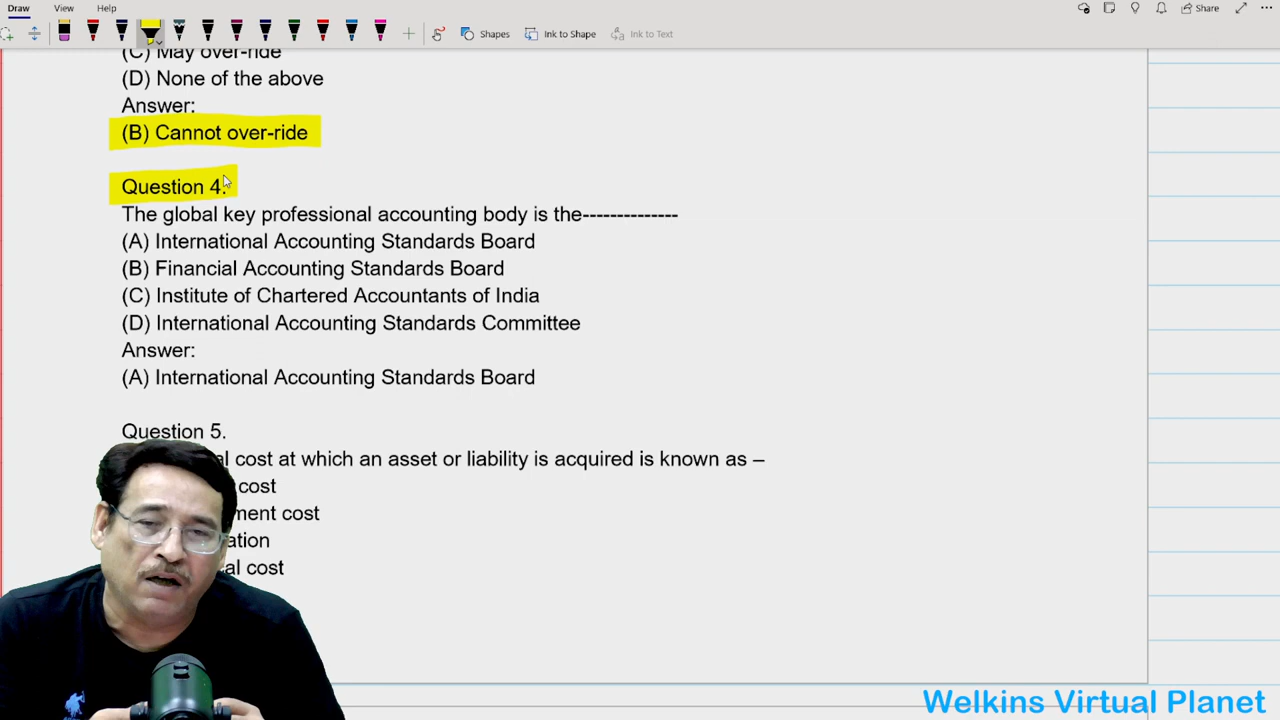 Draw View Help Share
Shapes Ink to Shape Ink to Text
(C) May over-ride
(D) None of the above
Answer:
(B) Cannot over-ride
Question 4.
The global key professional accounting body is the--------------
(A) International Accounting Standards Board
(B) Financial Accounting Standards Board
(C) Institute of Chartered Accountants of India
(D) International Accounting Standards Committee
Answer:
(A) International Accounting Standards Board
Question 5.
cost at which an asset or liability is acquired is known as –
cost
cost
cost
Welkins Virtual Planet